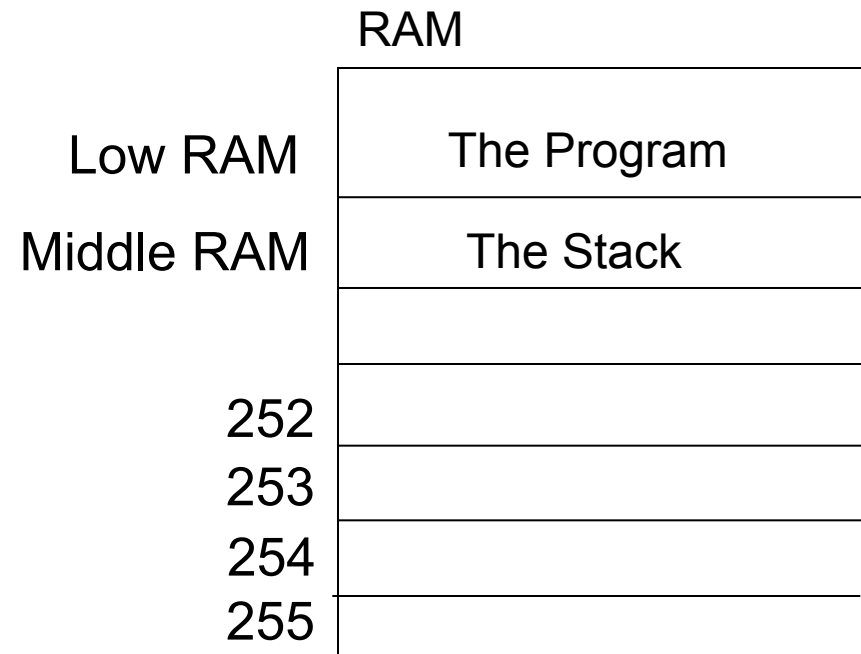 RAM
Low RAM The Program
Middle RAM The Stack
252
253
254
255